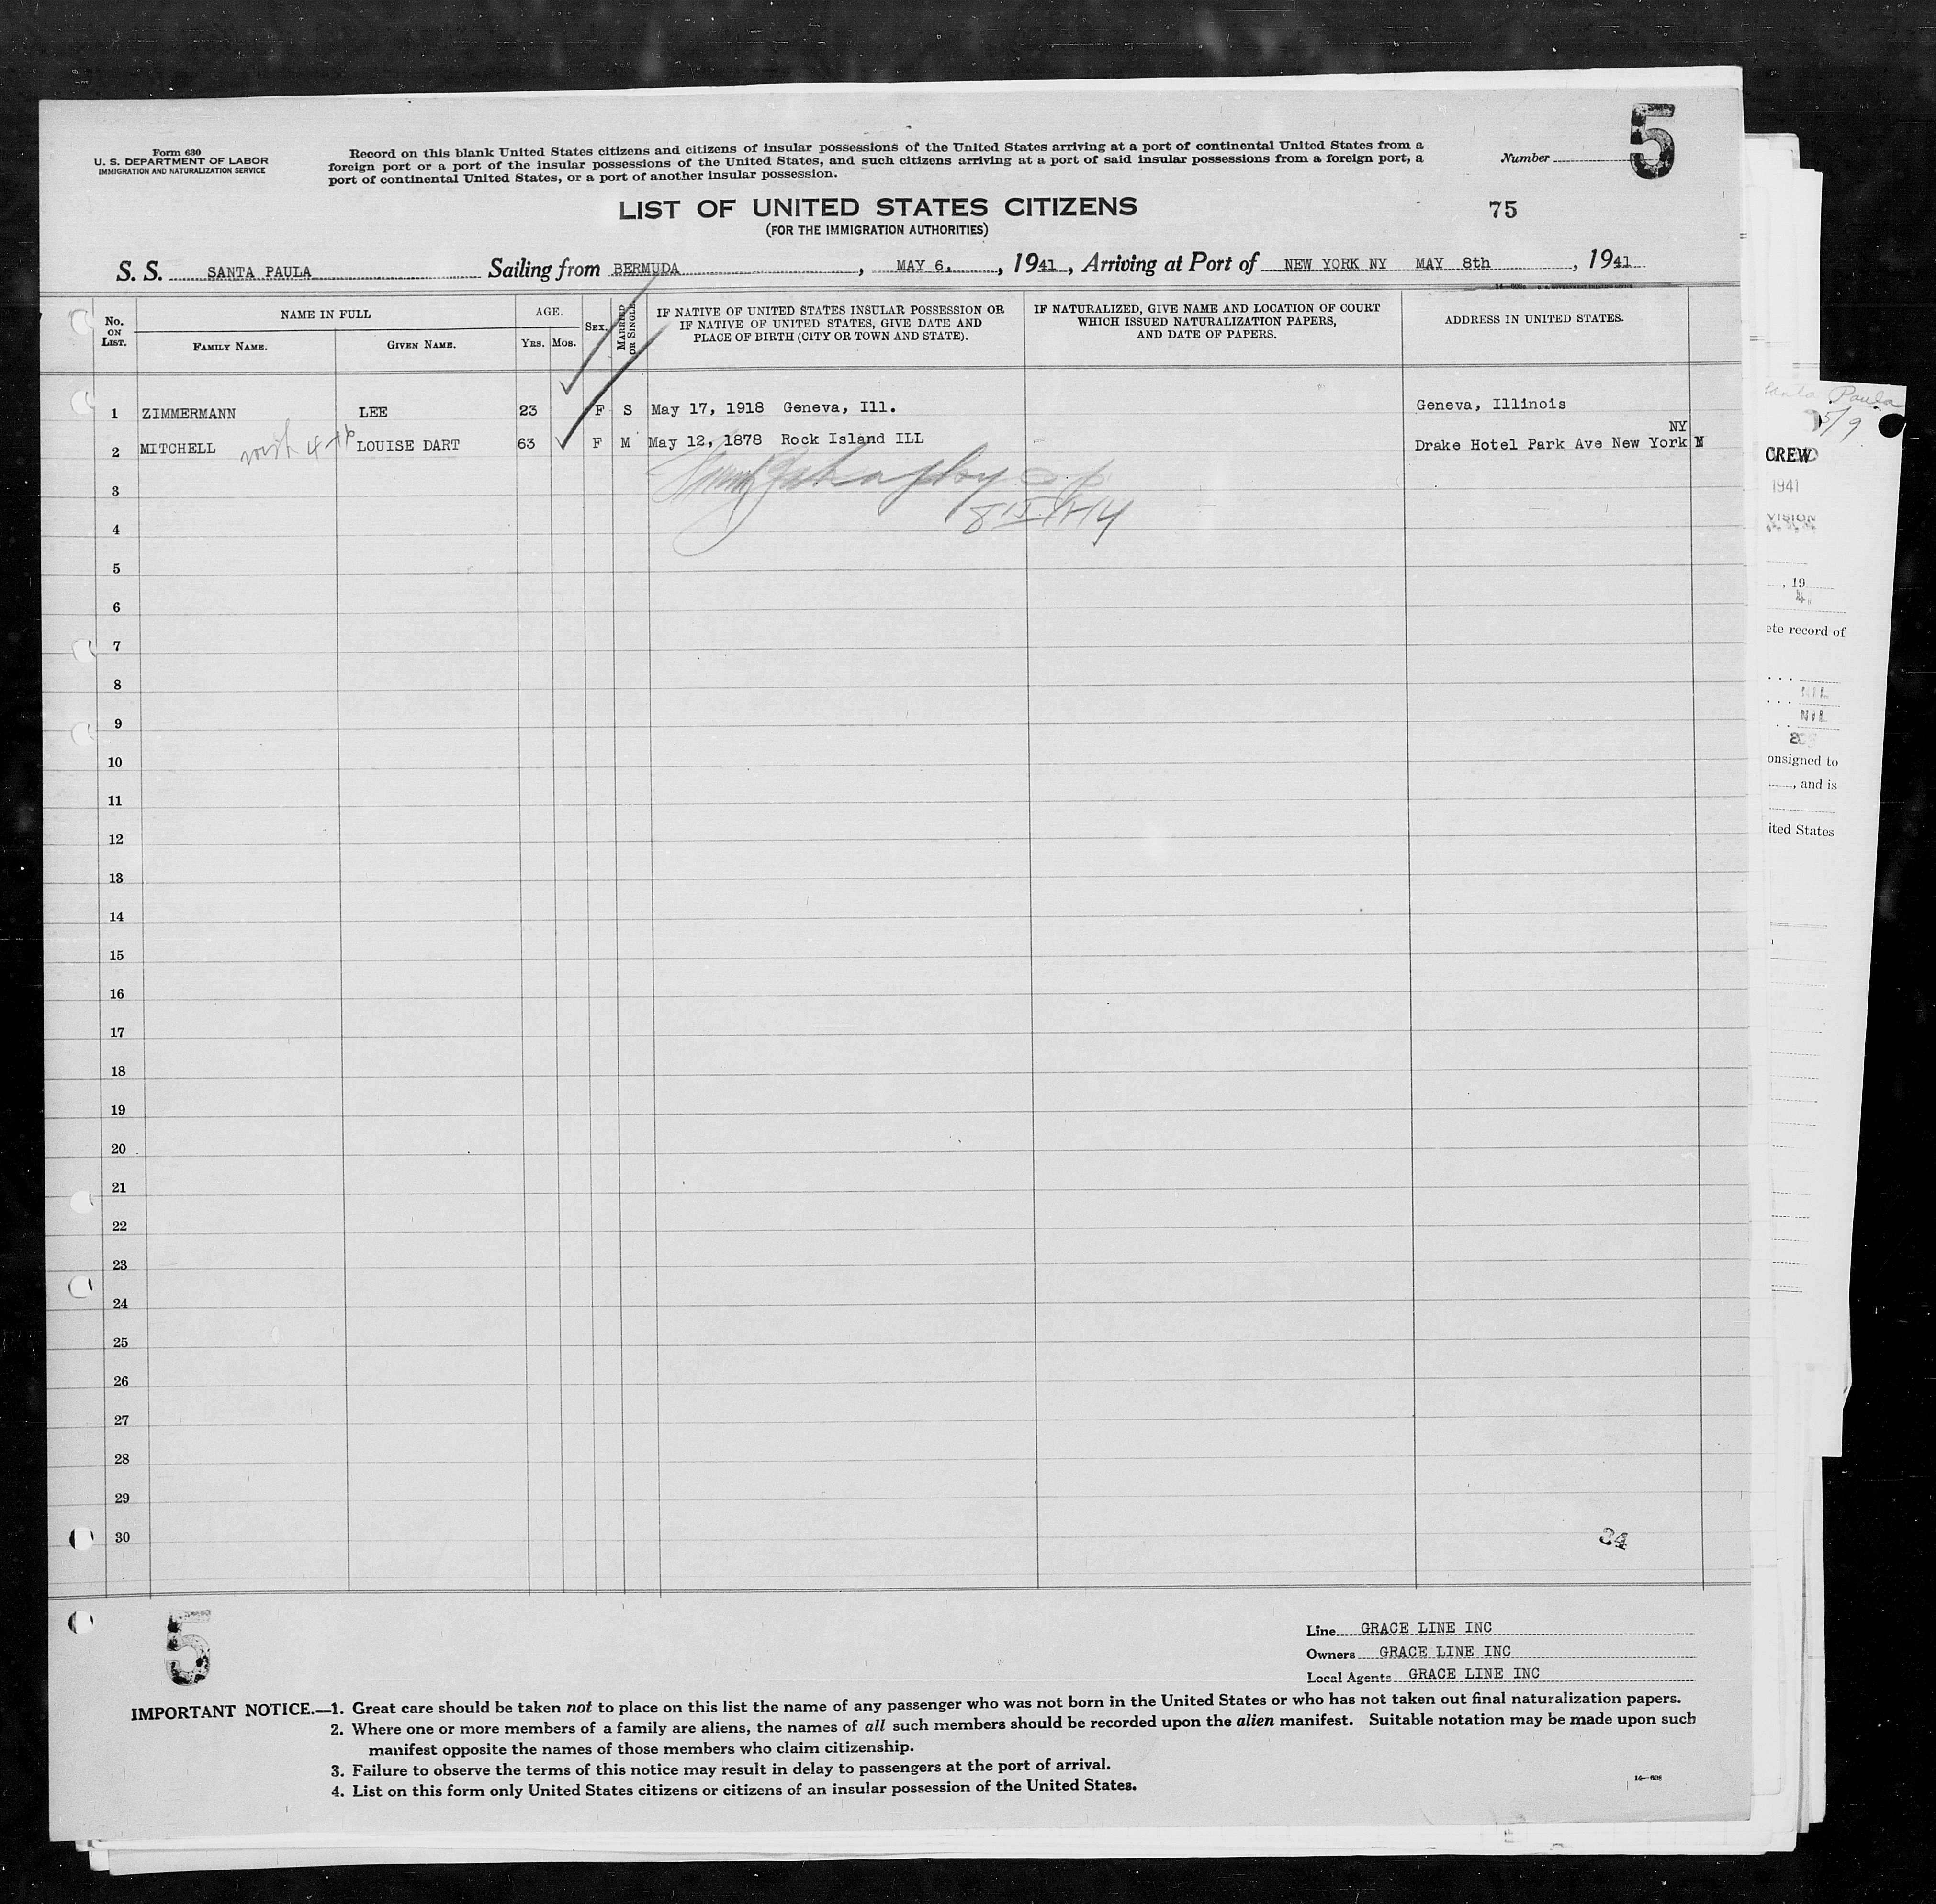 5
Form 630
U. S. DEPARTMENT OF LABOR
IMMIGRATION AND NATURALIZATION SERVICE
Record on this blank United States citizens and citizens of insular possessions of the United States arriving at a port of continental United States from a
foreign port or a port of the insular possessions of the United States, and such citizens arriving at a port of said insular possessions from a foreign port, a
port of continental United States, or a port of another insular possession.
Number
LIST OF UNITED STATES CITIZENS
75
(FOR THE IMMIGRATION AUTHORITIES)
S. S. SANTA PAULA Sailing from BERMUDA, MAY 6, , 1941, Arriving at Port of NEW YORK NY MAY 8th, 1941
No. ON LIST.
NAME IN FULL
FAMILY NAME.
GIVEN NAME.
AGE.
YRS. MOS.
SEX.
MARRIED OR SINGLE
IF NATIVE OF UNITED STATES INSULAR POSSESSION OR
IF NATIVE OF UNITED STATES, GIVE DATE AND
PLACE OF BIRTH (CITY OR TOWN AND STATE).
IF NATURALIZED, GIVE NAME AND LOCATION OF COURT
WHICH ISSUED NATURALIZATION PAPERS,
AND DATE OF PAPERS.
ADDRESS IN UNITED STATES.
1 ZIMMERMANN LEE 23 F S May 17, 1918 Geneva, Ill. Geneva, Illinois
NY
2 MITCHELL LOUISE DART 63 F M May 12, 1878 Rock Island ILL Drake Hotel Park Ave New York N
3
4
5
6
7
8
9
10
11
12
13
14
15
16
17
18
19
20
21
22
23
24
25
26
27
28
29
30
84
5
Line GRACE LINE INC
Owners GRACE LINE INC
Local Agents GRACE LINE INC
IMPORTANT NOTICE.—1. Great care should be taken not to place on this list the name of any passenger who was not born in the United States or who has not taken out final naturalization papers.
2. Where one or more members of a family are aliens, the names of all such members should be recorded upon the alien manifest. Suitable notation may be made upon such
manifest opposite the names of those members who claim citizenship.
3. Failure to observe the terms of this notice may result in delay to passengers at the port of arrival.
4. List on this form only United States citizens or citizens of an insular possession of the United States.
Santa Paula
5/9
CREW
1941
VISION
, 19
ete record of
NIL
NIL
onsigned to
, and is
ited States